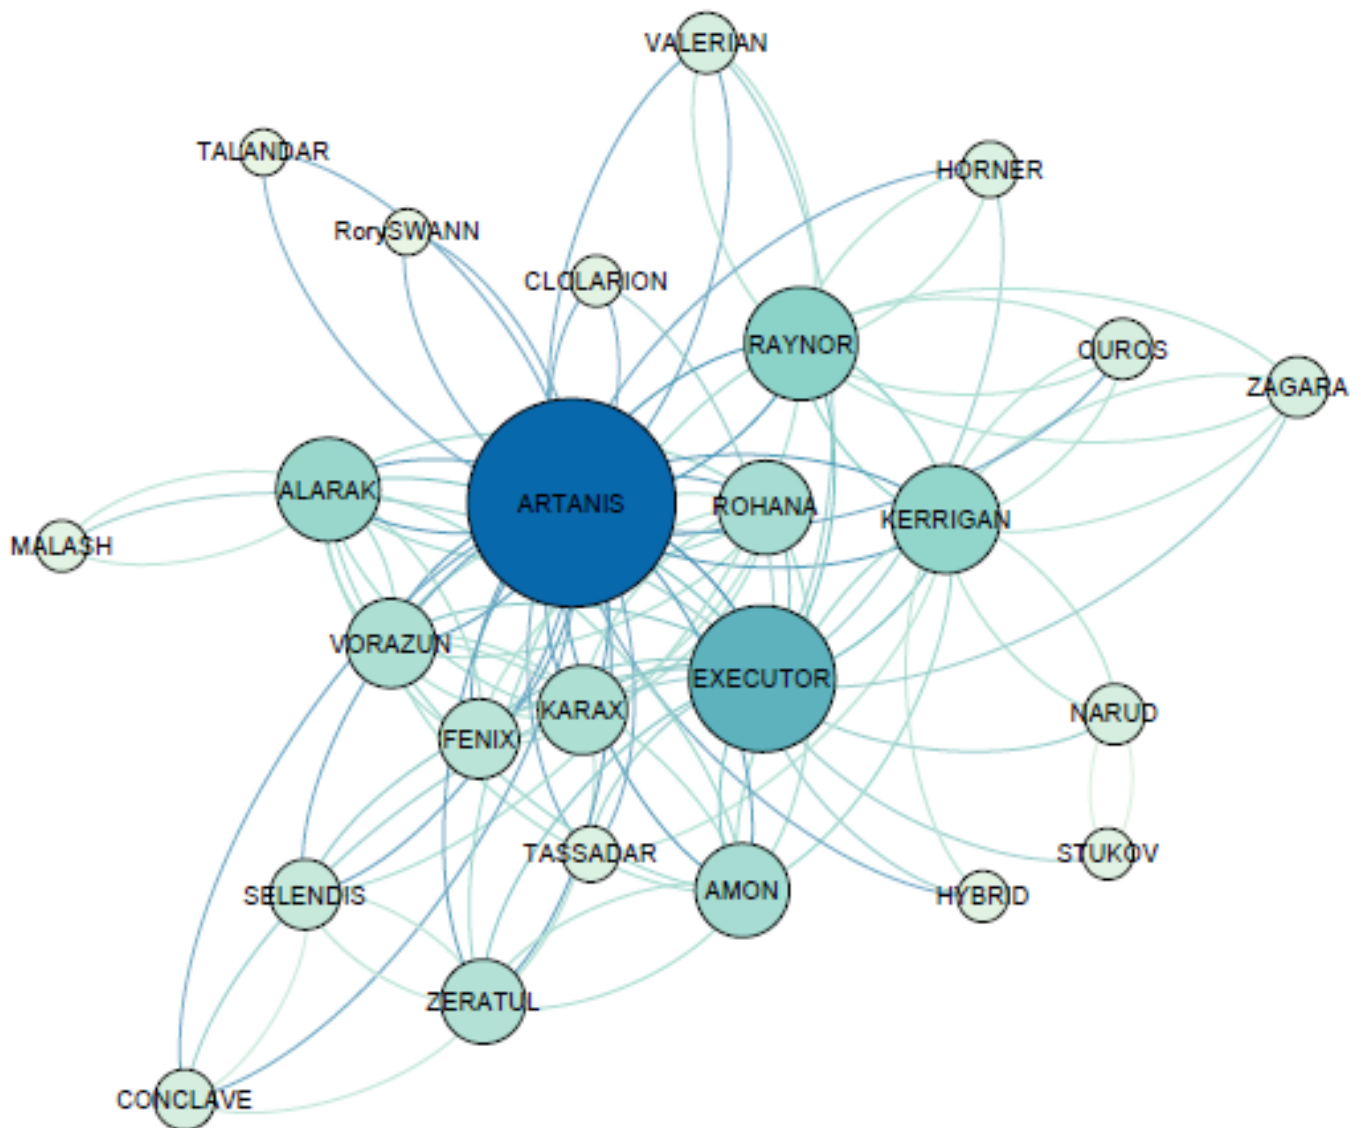 VALERIAN
TALANDAR
HORNER
RorySWANN
CLOLARION
RAYNOR
OUROS
ZAGARA
ALARAK
ARTANIS
ROHANA
KERRIGAN
MALASH
VORAZUN
EXECUTOR
KARAX
NARUD
FENIX
TASSADAR
STUKOV
SELENDIS
AMON
HYBRID
ZERATUL
CONCLAVE